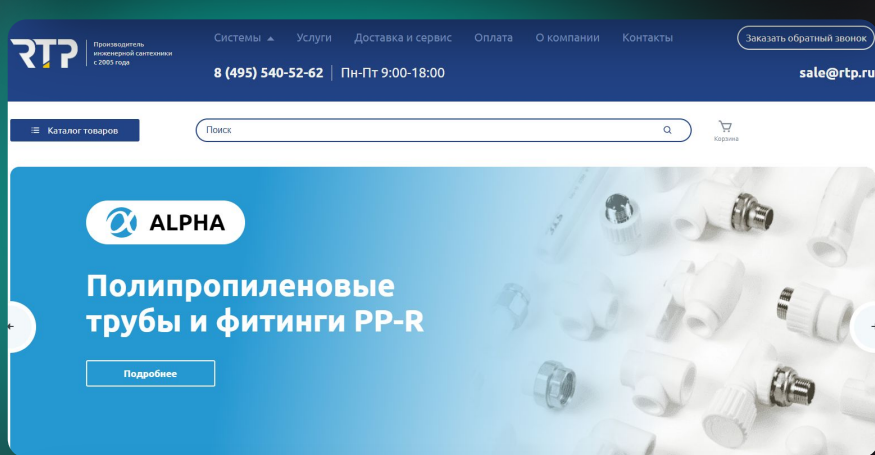 RTP
Производитель
инженерной сантехники
с 2005 года
Системы Услуги Доставка и сервис Оплата О компании Контакты
Заказать обратный звонок
8 (495) 540-52-62 | Пн-Пт 9:00-18:00
sale@rtp.ru
Каталог товаров
Поиск
Корзина
ALPHA
Полипропиленовые
трубы и фитинги PP-R
Подробнее